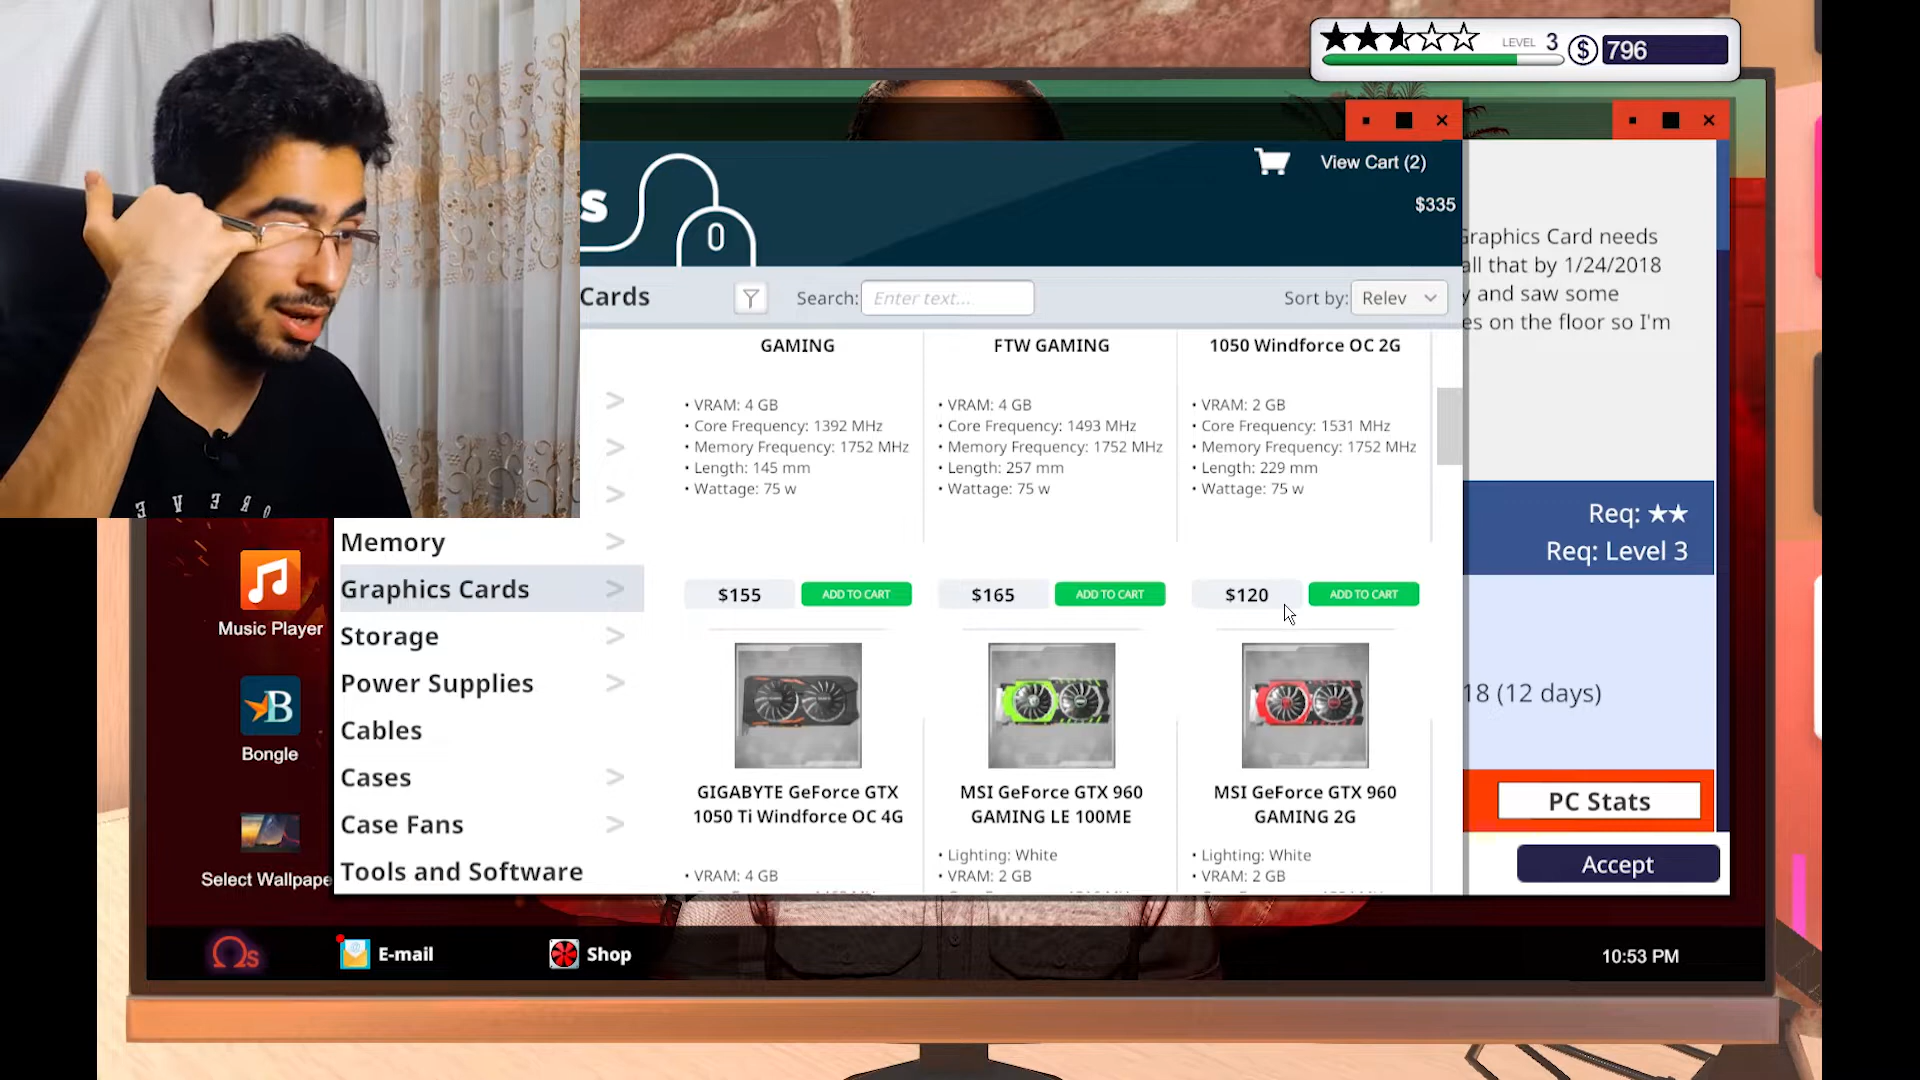 LEVEL 3 $ 796
View Cart (2)
$335
s
Cards
Search: Enter text...
Sort by: Relev
GAMING
• VRAM: 4 GB
• Core Frequency: 1392 MHz
• Memory Frequency: 1752 MHz
• Length: 145 mm
• Wattage: 75 w
$155 ADD TO CART
FTW GAMING
• VRAM: 4 GB
• Core Frequency: 1493 MHz
• Memory Frequency: 1752 MHz
• Length: 257 mm
• Wattage: 75 w
$165 ADD TO CART
1050 Windforce OC 2G
• VRAM: 2 GB
• Core Frequency: 1531 MHz
• Memory Frequency: 1752 MHz
• Length: 229 mm
• Wattage: 75 w
$120 ADD TO CART
GIGABYTE GeForce GTX
1050 Ti Windforce OC 4G
• VRAM: 4 GB
MSI GeForce GTX 960
GAMING LE 100ME
• Lighting: White
• VRAM: 2 GB
MSI GeForce GTX 960
GAMING 2G
• Lighting: White
• VRAM: 2 GB
Memory >
Graphics Cards >
Storage >
Power Supplies >
Cables
Cases >
Case Fans >
Tools and Software
Graphics Card needs
all that by 1/24/2018
y and saw some
es on the floor so I'm
Req: ★★
Req: Level 3
18 (12 days)
PC Stats
Accept
Music Player
Bongle
Select Wallpape
Ωs
E-mail
Shop
10:53 PM